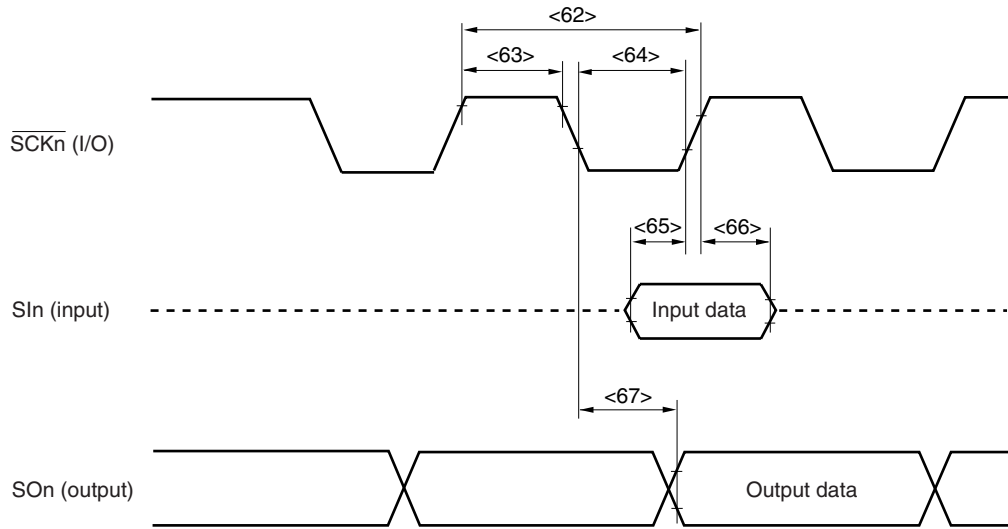 <62>
<63>
<64>
SCKn (I/O)
<65>
<66>
SIn (input)
Input data
<67>
SOn (output)
Output data